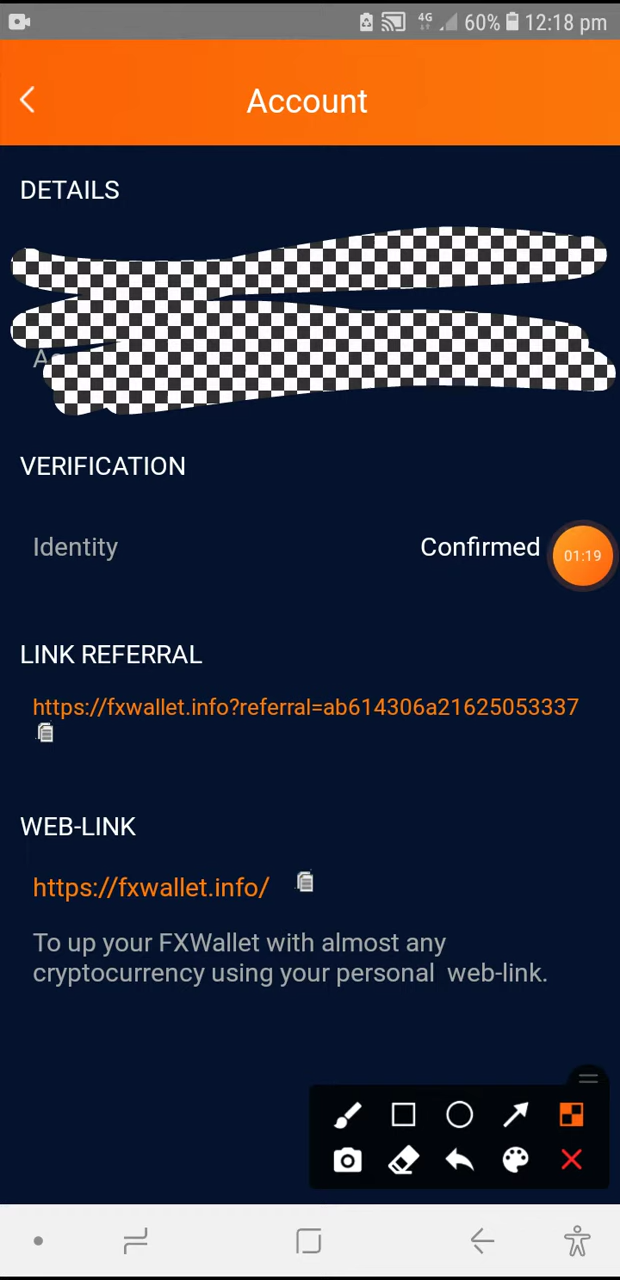 4G 60% 12:18 pm
Account
DETAILS
VERIFICATION
Identity Confirmed
01:19
LINK REFERRAL
https://fxwallet.info?referral=ab614306a21625053337
WEB-LINK
https://fxwallet.info/
To up your FXWallet with almost any
cryptocurrency using your personal web-link.